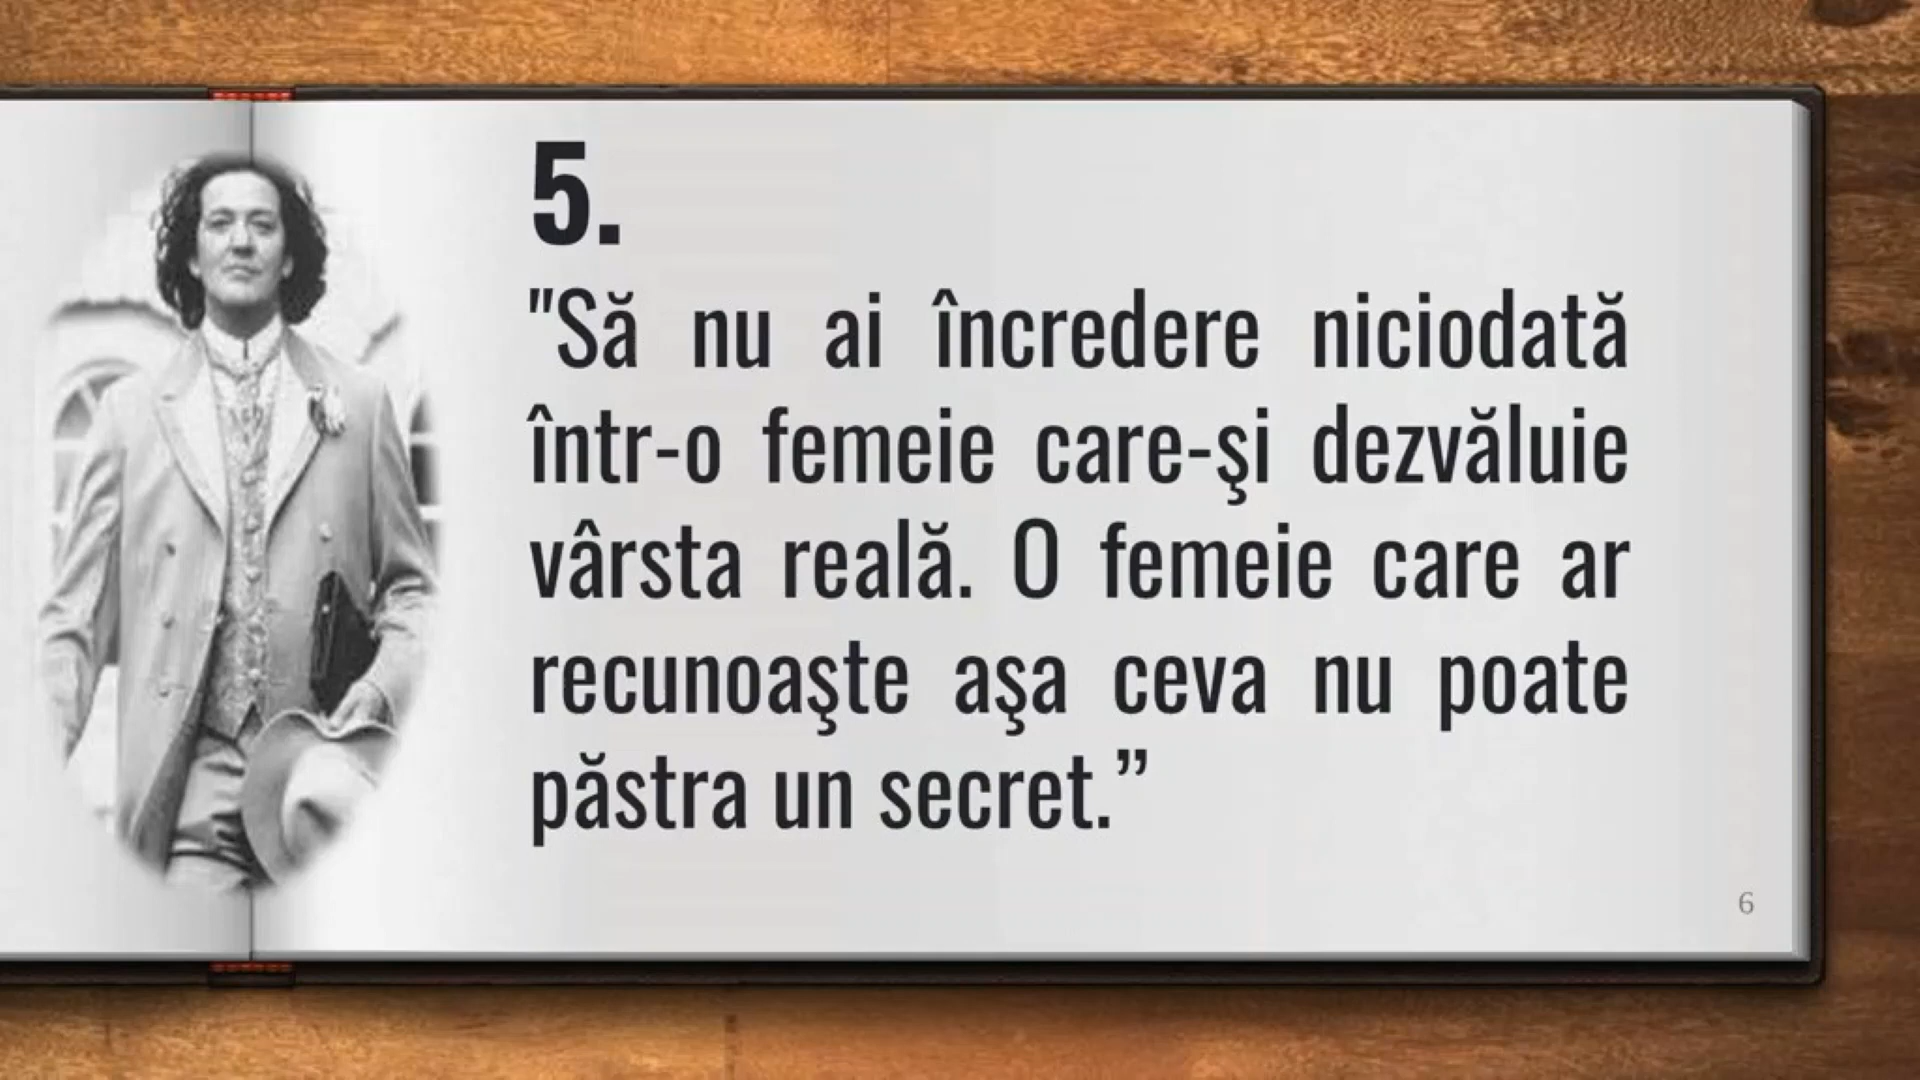 5.
"Să nu ai încredere niciodată
într-o femeie care-şi dezvăluie
vârsta reală. O femeie care ar
recunoaşte aşa ceva nu poate
păstra un secret.”
6